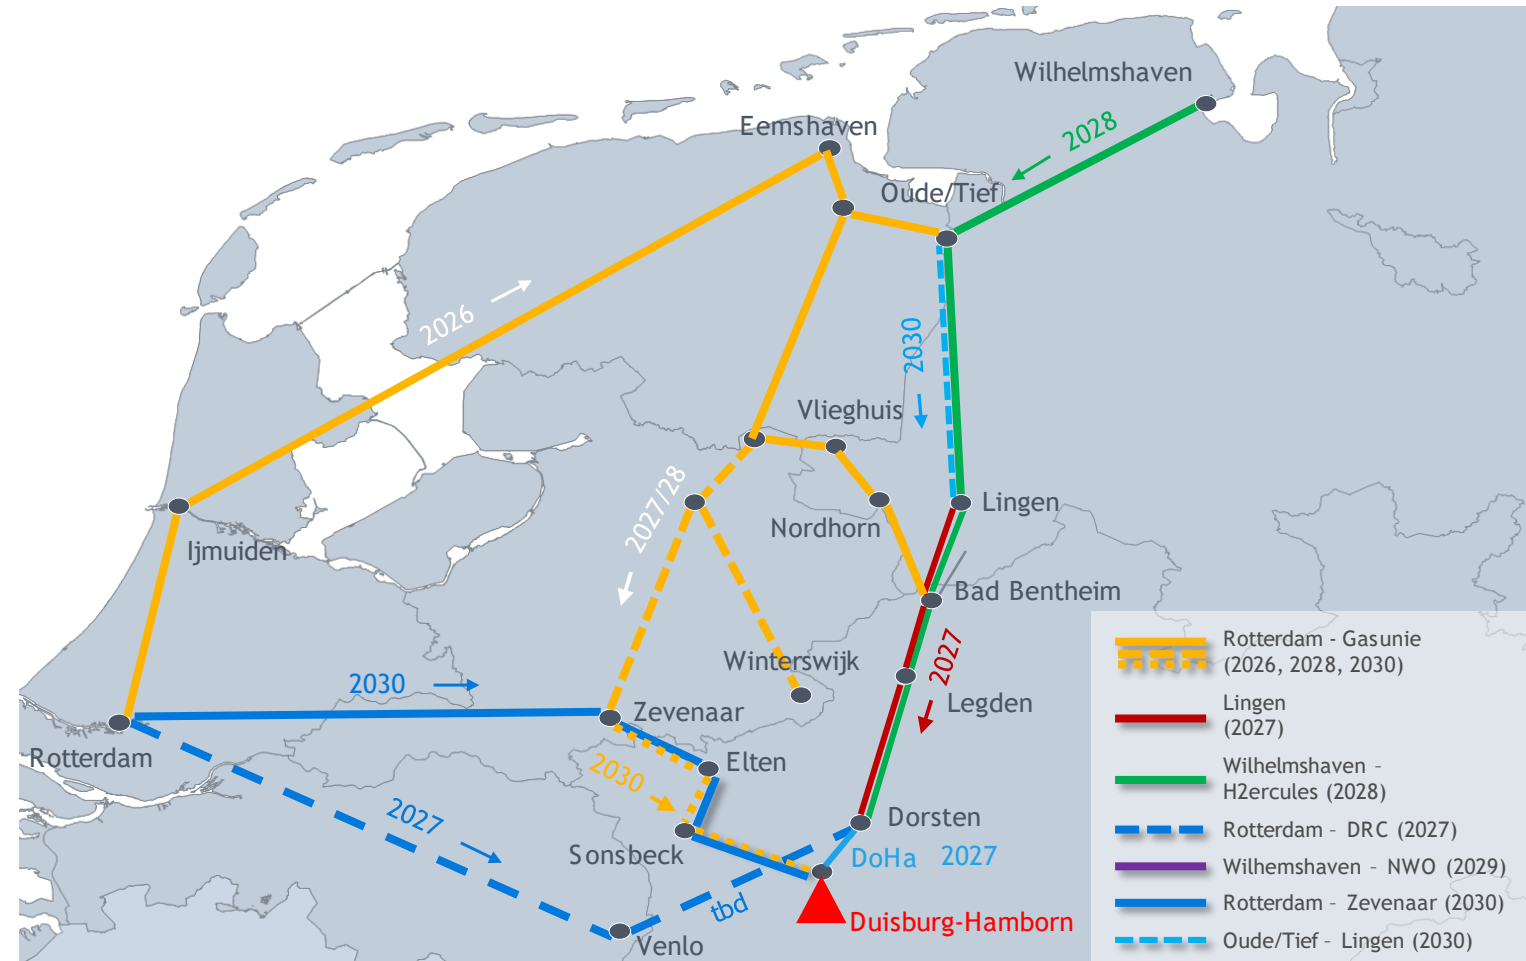 Wilhelmshaven
2028
Eemshaven
Oude/Tief
2026
2030
Vlieghuis
2027/28
Lingen
Nordhorn
Ijmuiden
Bad Bentheim
Winterswijk
2027
2030
Legden
Zevenaar
Rotterdam
Elten
2030
2027
Dorsten
Sonsbeck
DoHa 2027
tbd
Duisburg-Hamborn
Venlo
Rotterdam - Gasunie
(2026, 2028, 2030)
Lingen
(2027)
Wilhelmshaven -
H2ercules (2028)
Rotterdam - DRC (2027)
Wilhemshaven - NWO (2029)
Rotterdam - Zevenaar (2030)
Oude/Tief - Lingen (2030)